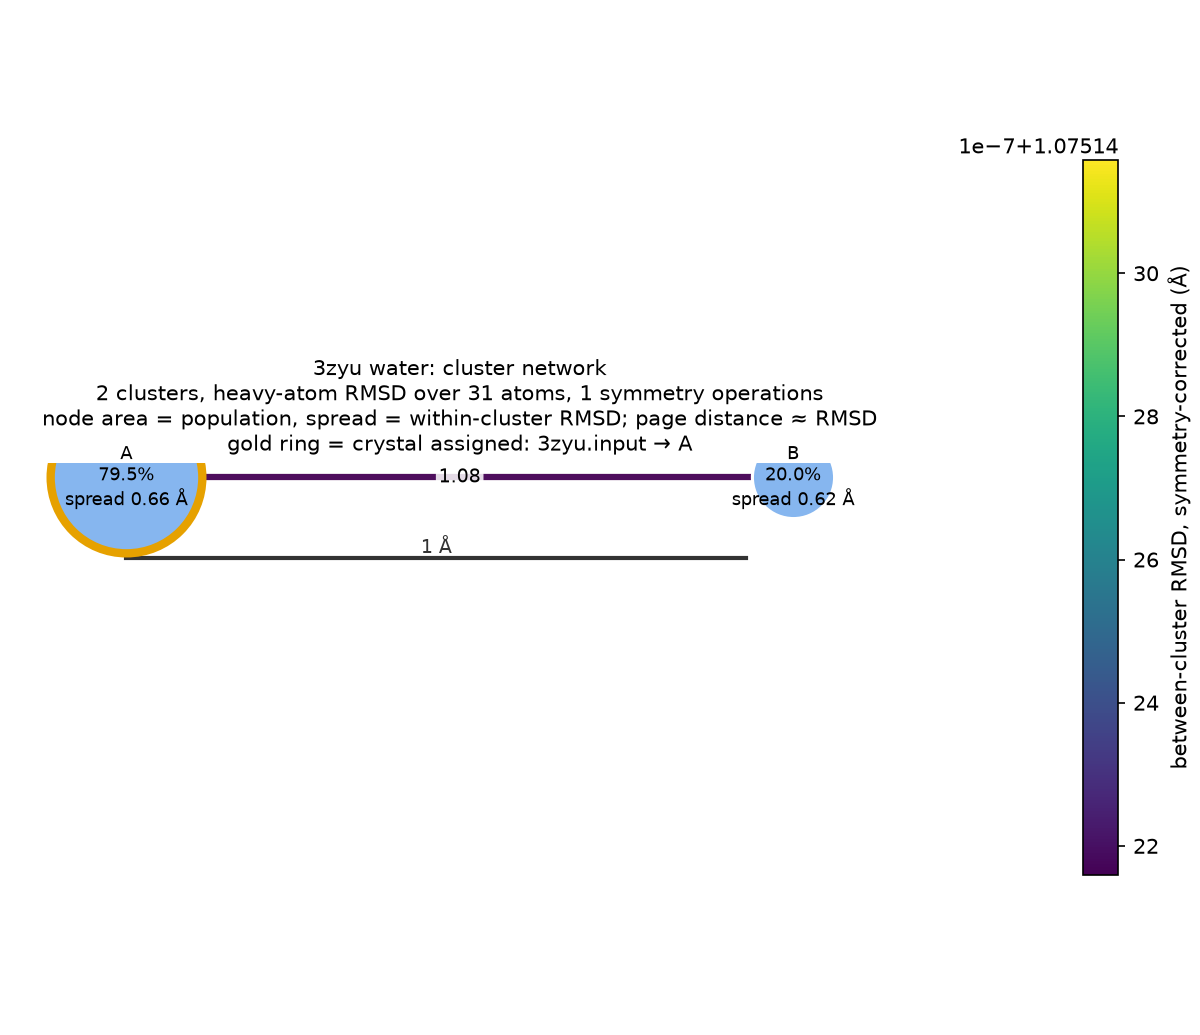 1e−7+1.07514
3zyu water: cluster network
2 clusters, heavy-atom RMSD over 31 atoms, 1 symmetry operations
node area = population, spread = within-cluster RMSD; page distance ≈ RMSD
gold ring = crystal assigned: 3zyu.input → A
A
79.5%
spread 0.66 Å
1.08
B
20.0%
spread 0.62 Å
1 Å
30
28
26
24
22
between-cluster RMSD, symmetry-corrected (Å)